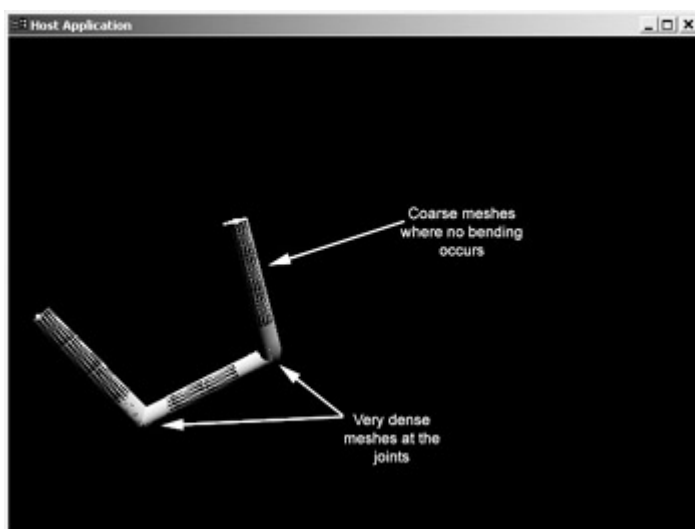 Host Application
Coarse meshes
where no bending
occurs
Very dense
meshes at the
joints